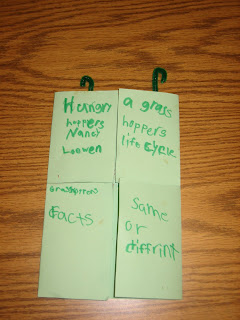 Hungry
hoppers
Nancy
Loewen
a grass
hoppers
life cycle
Grasshoppers
facts
Same
or
diffrint